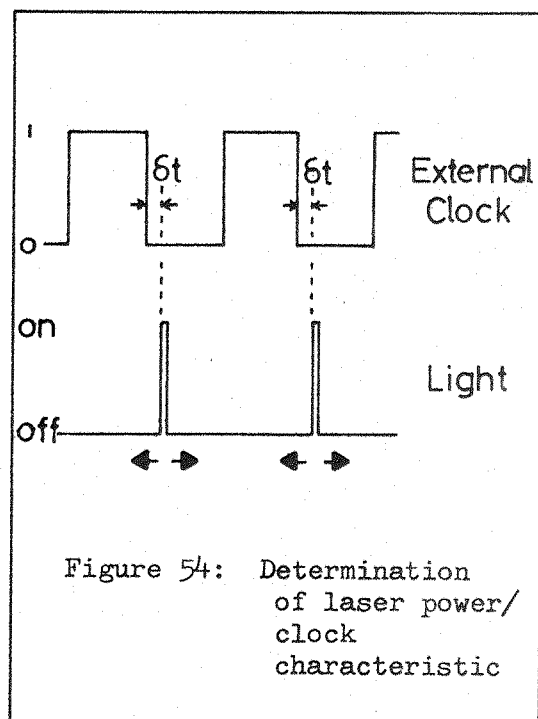 1
δt δt
External
Clock
0
on
Light
off
Figure 54: Determination
of laser power/
clock
characteristic